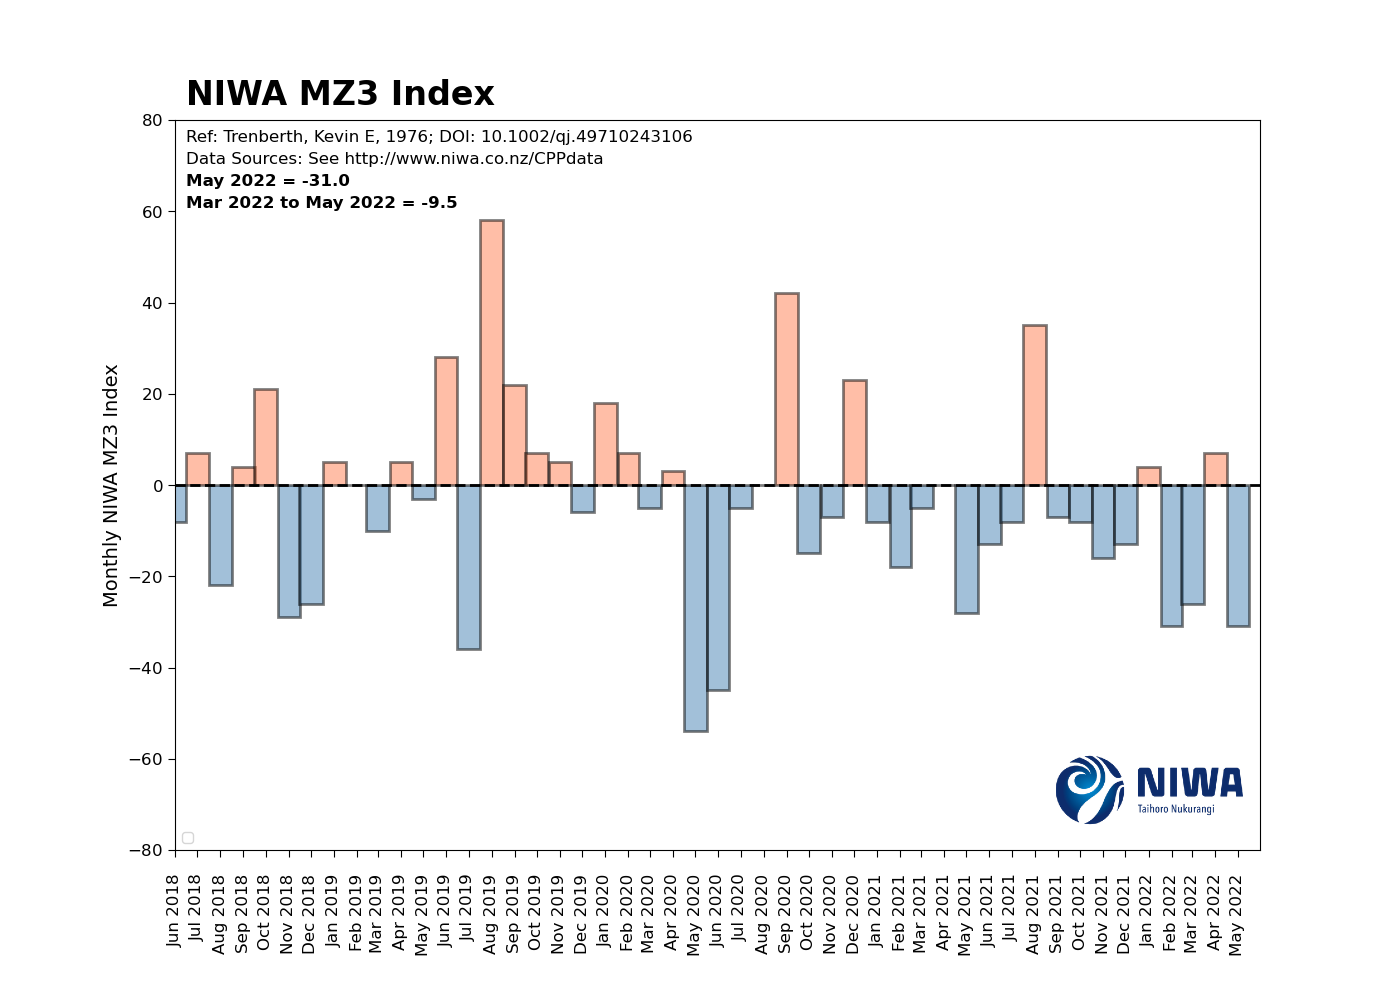 NIWA MZ3 Index
Ref: Trenberth, Kevin E, 1976; DOI: 10.1002/qj.49710243106
Data Sources: See http://www.niwa.co.nz/CPPdata
May 2022 = -31.0
Mar 2022 to May 2022 = -9.5
Monthly NIWA MZ3 Index
80
60
40
20
0
−20
−40
−60
−80
NIWA
Taihoro Nukurangi
Jun 2018
Jul 2018
Aug 2018
Sep 2018
Oct 2018
Nov 2018
Dec 2018
Jan 2019
Feb 2019
Mar 2019
Apr 2019
May 2019
Jun 2019
Jul 2019
Aug 2019
Sep 2019
Oct 2019
Nov 2019
Dec 2019
Jan 2020
Feb 2020
Mar 2020
Apr 2020
May 2020
Jun 2020
Jul 2020
Aug 2020
Sep 2020
Oct 2020
Nov 2020
Dec 2020
Jan 2021
Feb 2021
Mar 2021
Apr 2021
May 2021
Jun 2021
Jul 2021
Aug 2021
Sep 2021
Oct 2021
Nov 2021
Dec 2021
Jan 2022
Feb 2022
Mar 2022
Apr 2022
May 2022